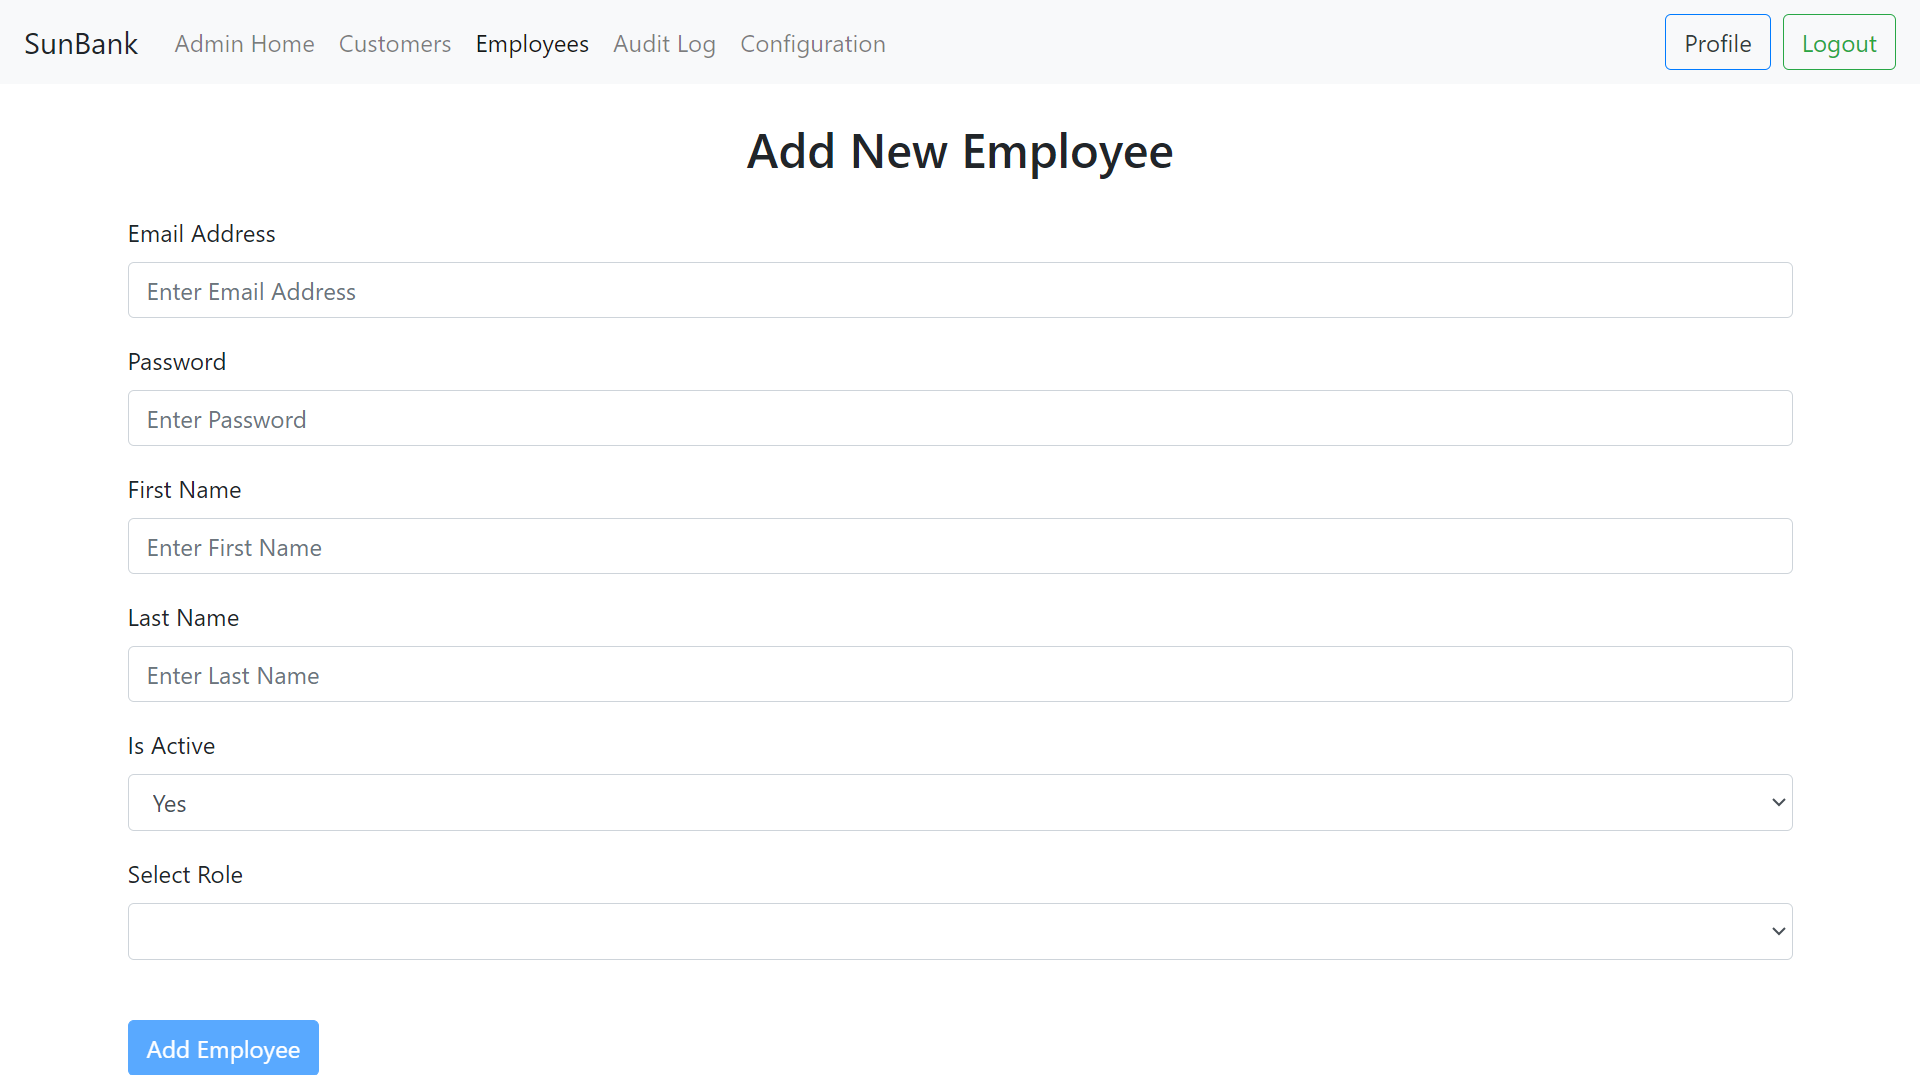 SunBank Admin Home Customers Employees Audit Log Configuration Profile Logout
Add New Employee
Email Address
Enter Email Address
Password
Enter Password
First Name
Enter First Name
Last Name
Enter Last Name
Is Active
Yes
Select Role
Add Employee